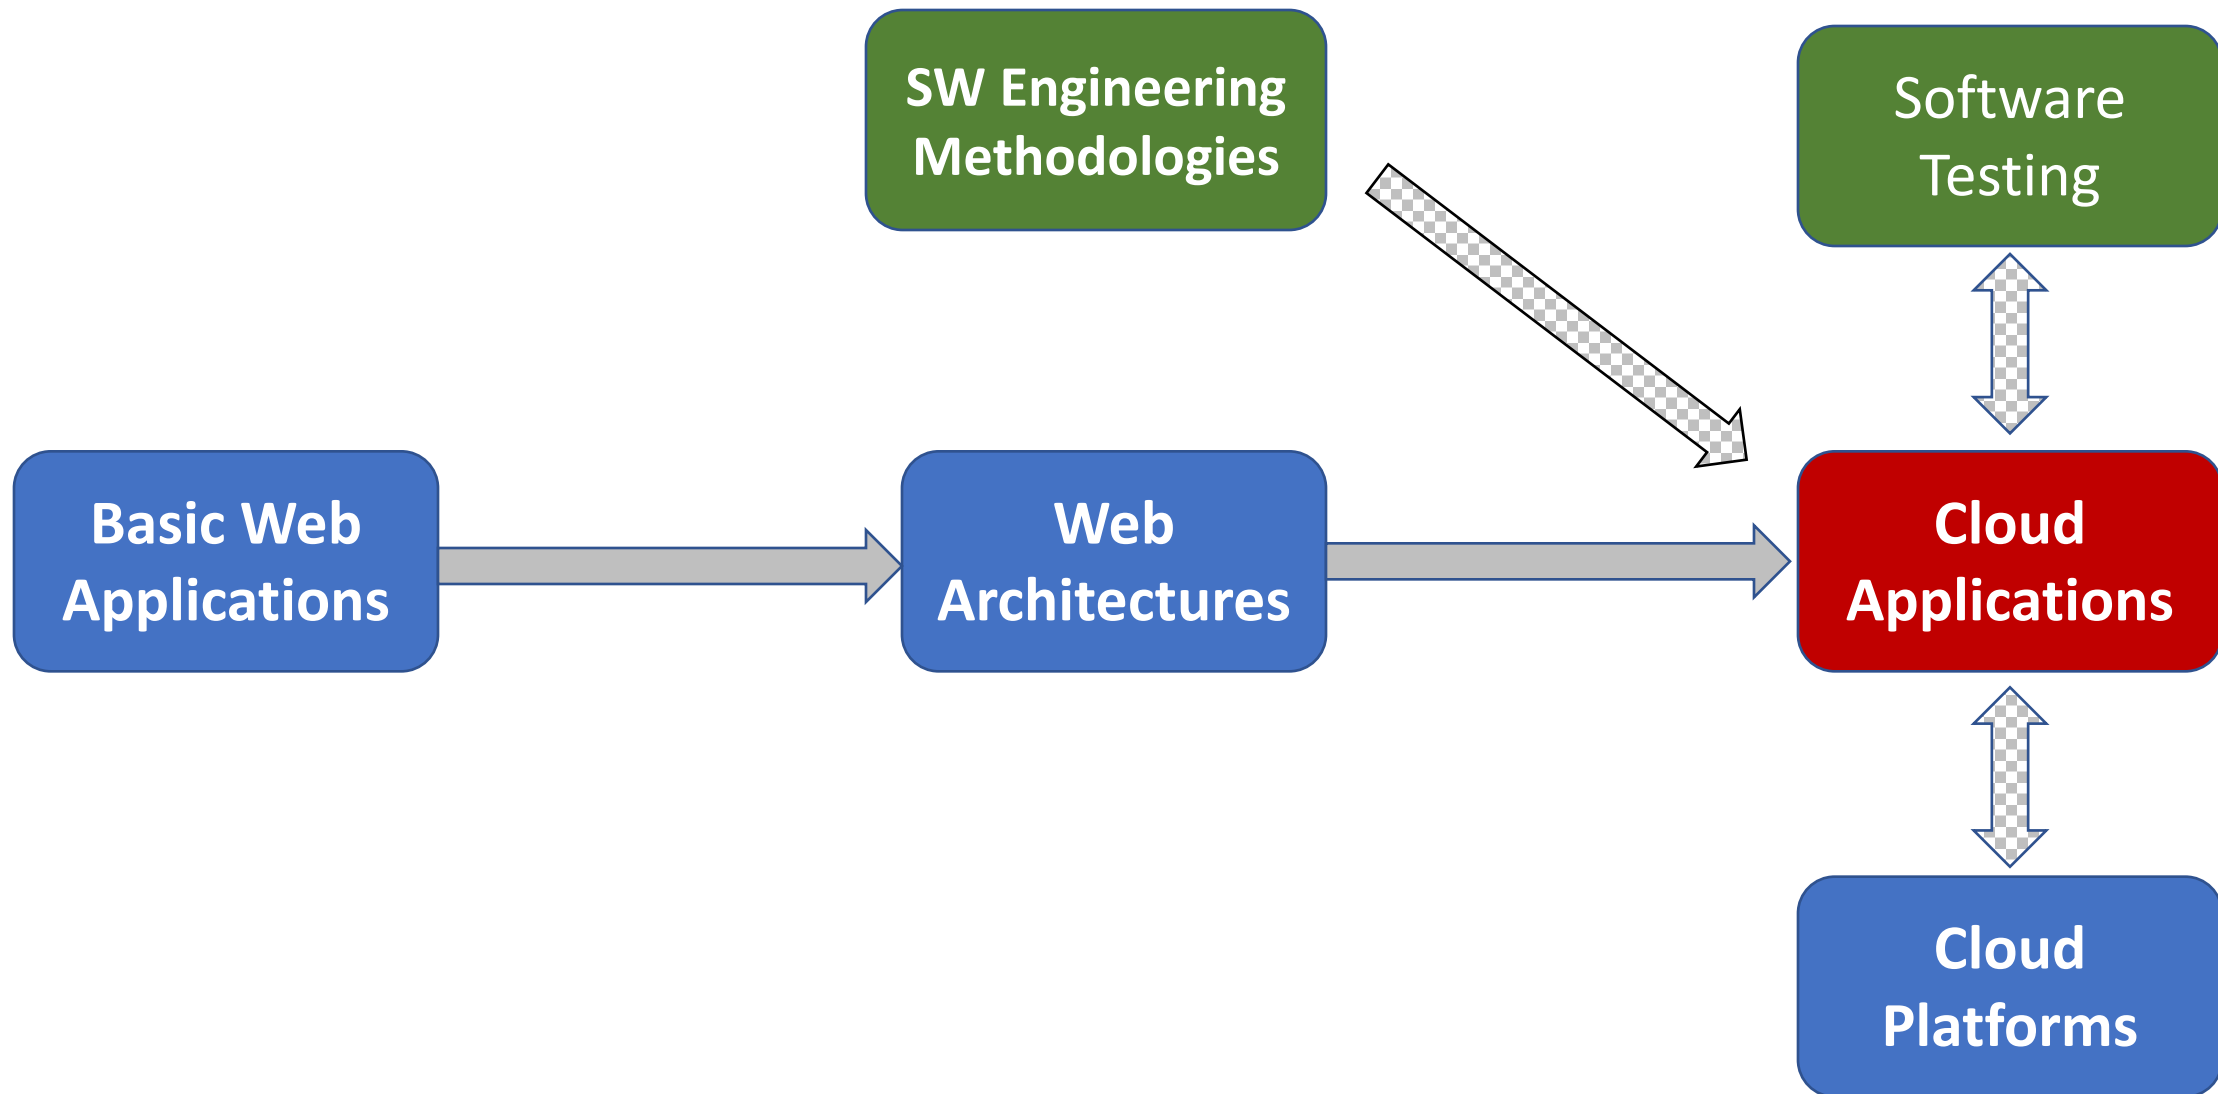 SW Engineering
Methodologies
Software
Testing
Basic Web
Applications
Web
Architectures
Cloud
Applications
Cloud
Platforms